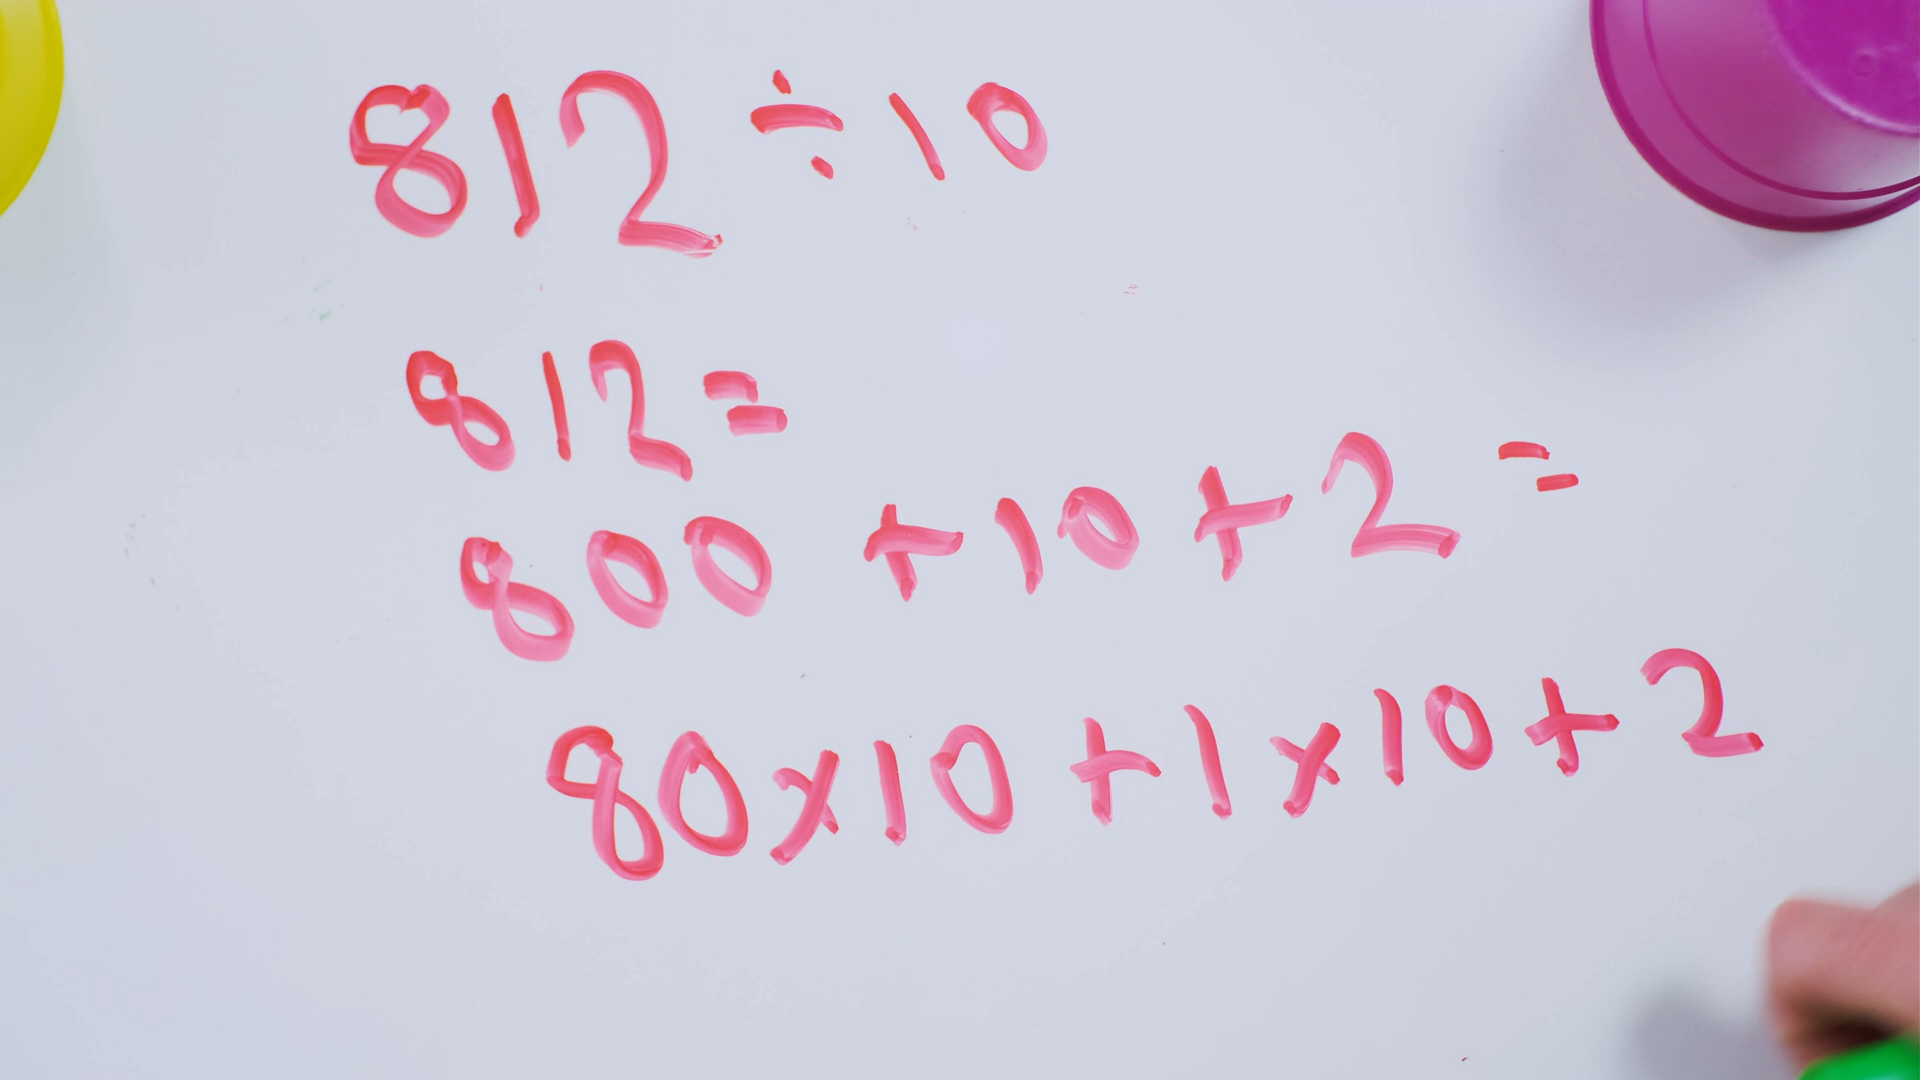 812 ÷ 10
812 =
800 + 10 + 2 =
80 x 10 + 1 x 10 + 2